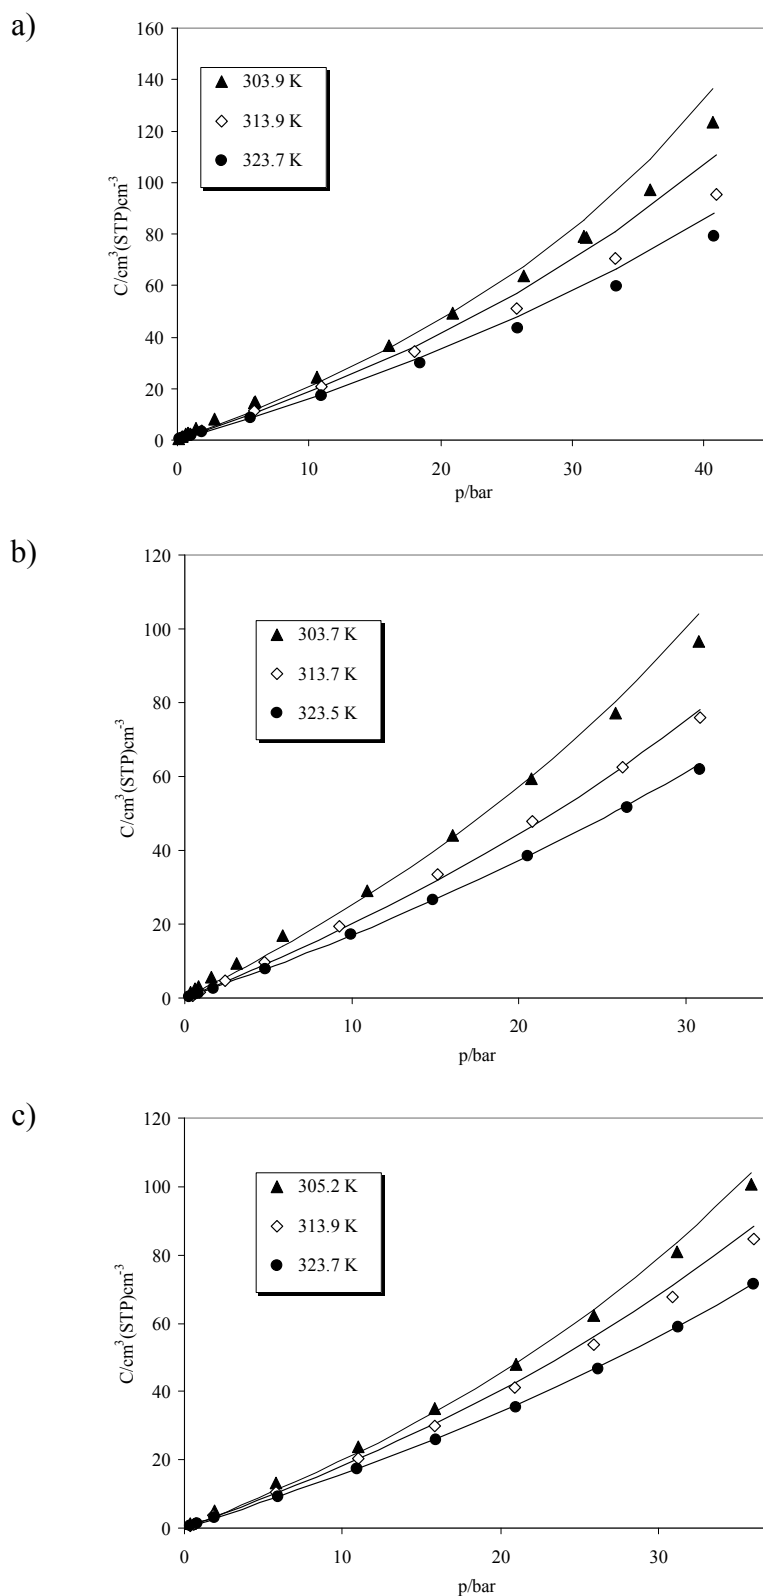 a)
160
140
120
100
80
60
40
20
0
C/cm³(STP)cm⁻³
303.9 K
313.9 K
323.7 K
0 10 20 30 40
p/bar
b)
120
100
80
60
40
20
0
C/cm³(STP)cm⁻³
303.7 K
313.7 K
323.5 K
0 10 20 30
p/bar
c)
120
100
80
60
40
20
0
C/cm³(STP)cm⁻³
305.2 K
313.9 K
323.7 K
0 10 20 30
p/bar